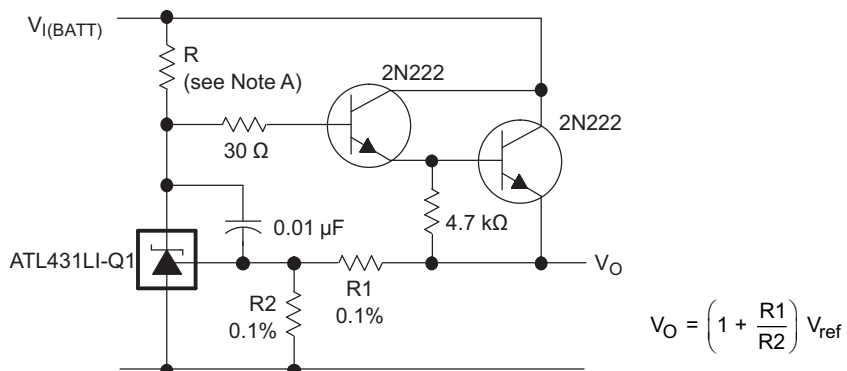 V_I(BATT)
R
(see Note A)
2N222
2N222
30 Ω
0.01 µF
4.7 kΩ
ATL431LI-Q1
V_O
R2
0.1%
R1
0.1%
V_O = (1 + R1/R2) V_ref